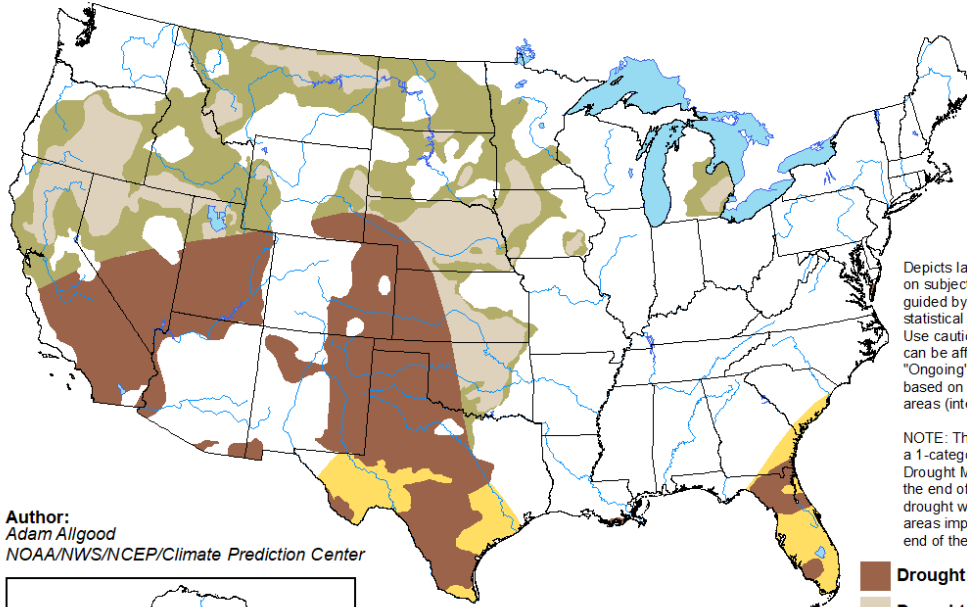 Depicts la
on subject
guided by
statistical
Use cautio
can be affe
"Ongoing"
based on
areas (inte
NOTE: Th
a 1-catego
Drought M
the end of
drought w
areas imp
end of the
Author:
Adam Allgood
NOAA/NWS/NCEP/Climate Prediction Center
Drought